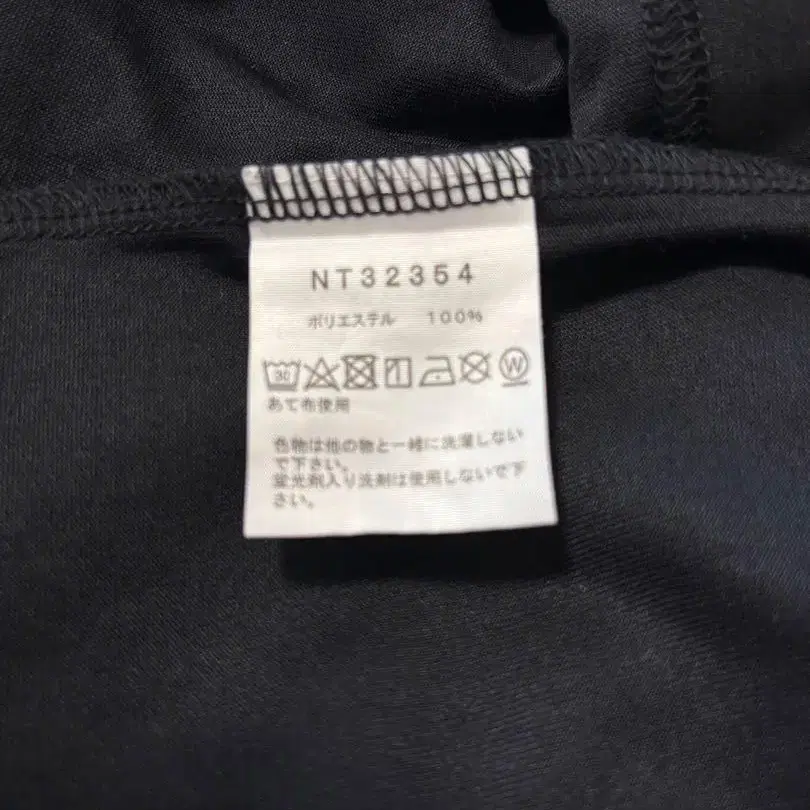 NT32354
ポリエステル 100%
30 W
あて布使用
色物は他の物と一緒に洗濯しない
で下さい。
蛍光剤入り洗剤は使用しないで下
さい。